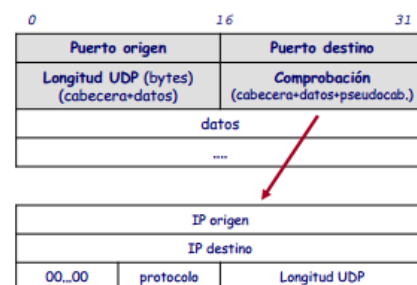 0 16 31
Puerto origen Puerto destino
Longitud UDP (bytes) Comprobación
(cabecera+datos) (cabecera+datos+pseudocab.)
datos
....
IP origen
IP destino
00...00 protocolo Longitud UDP